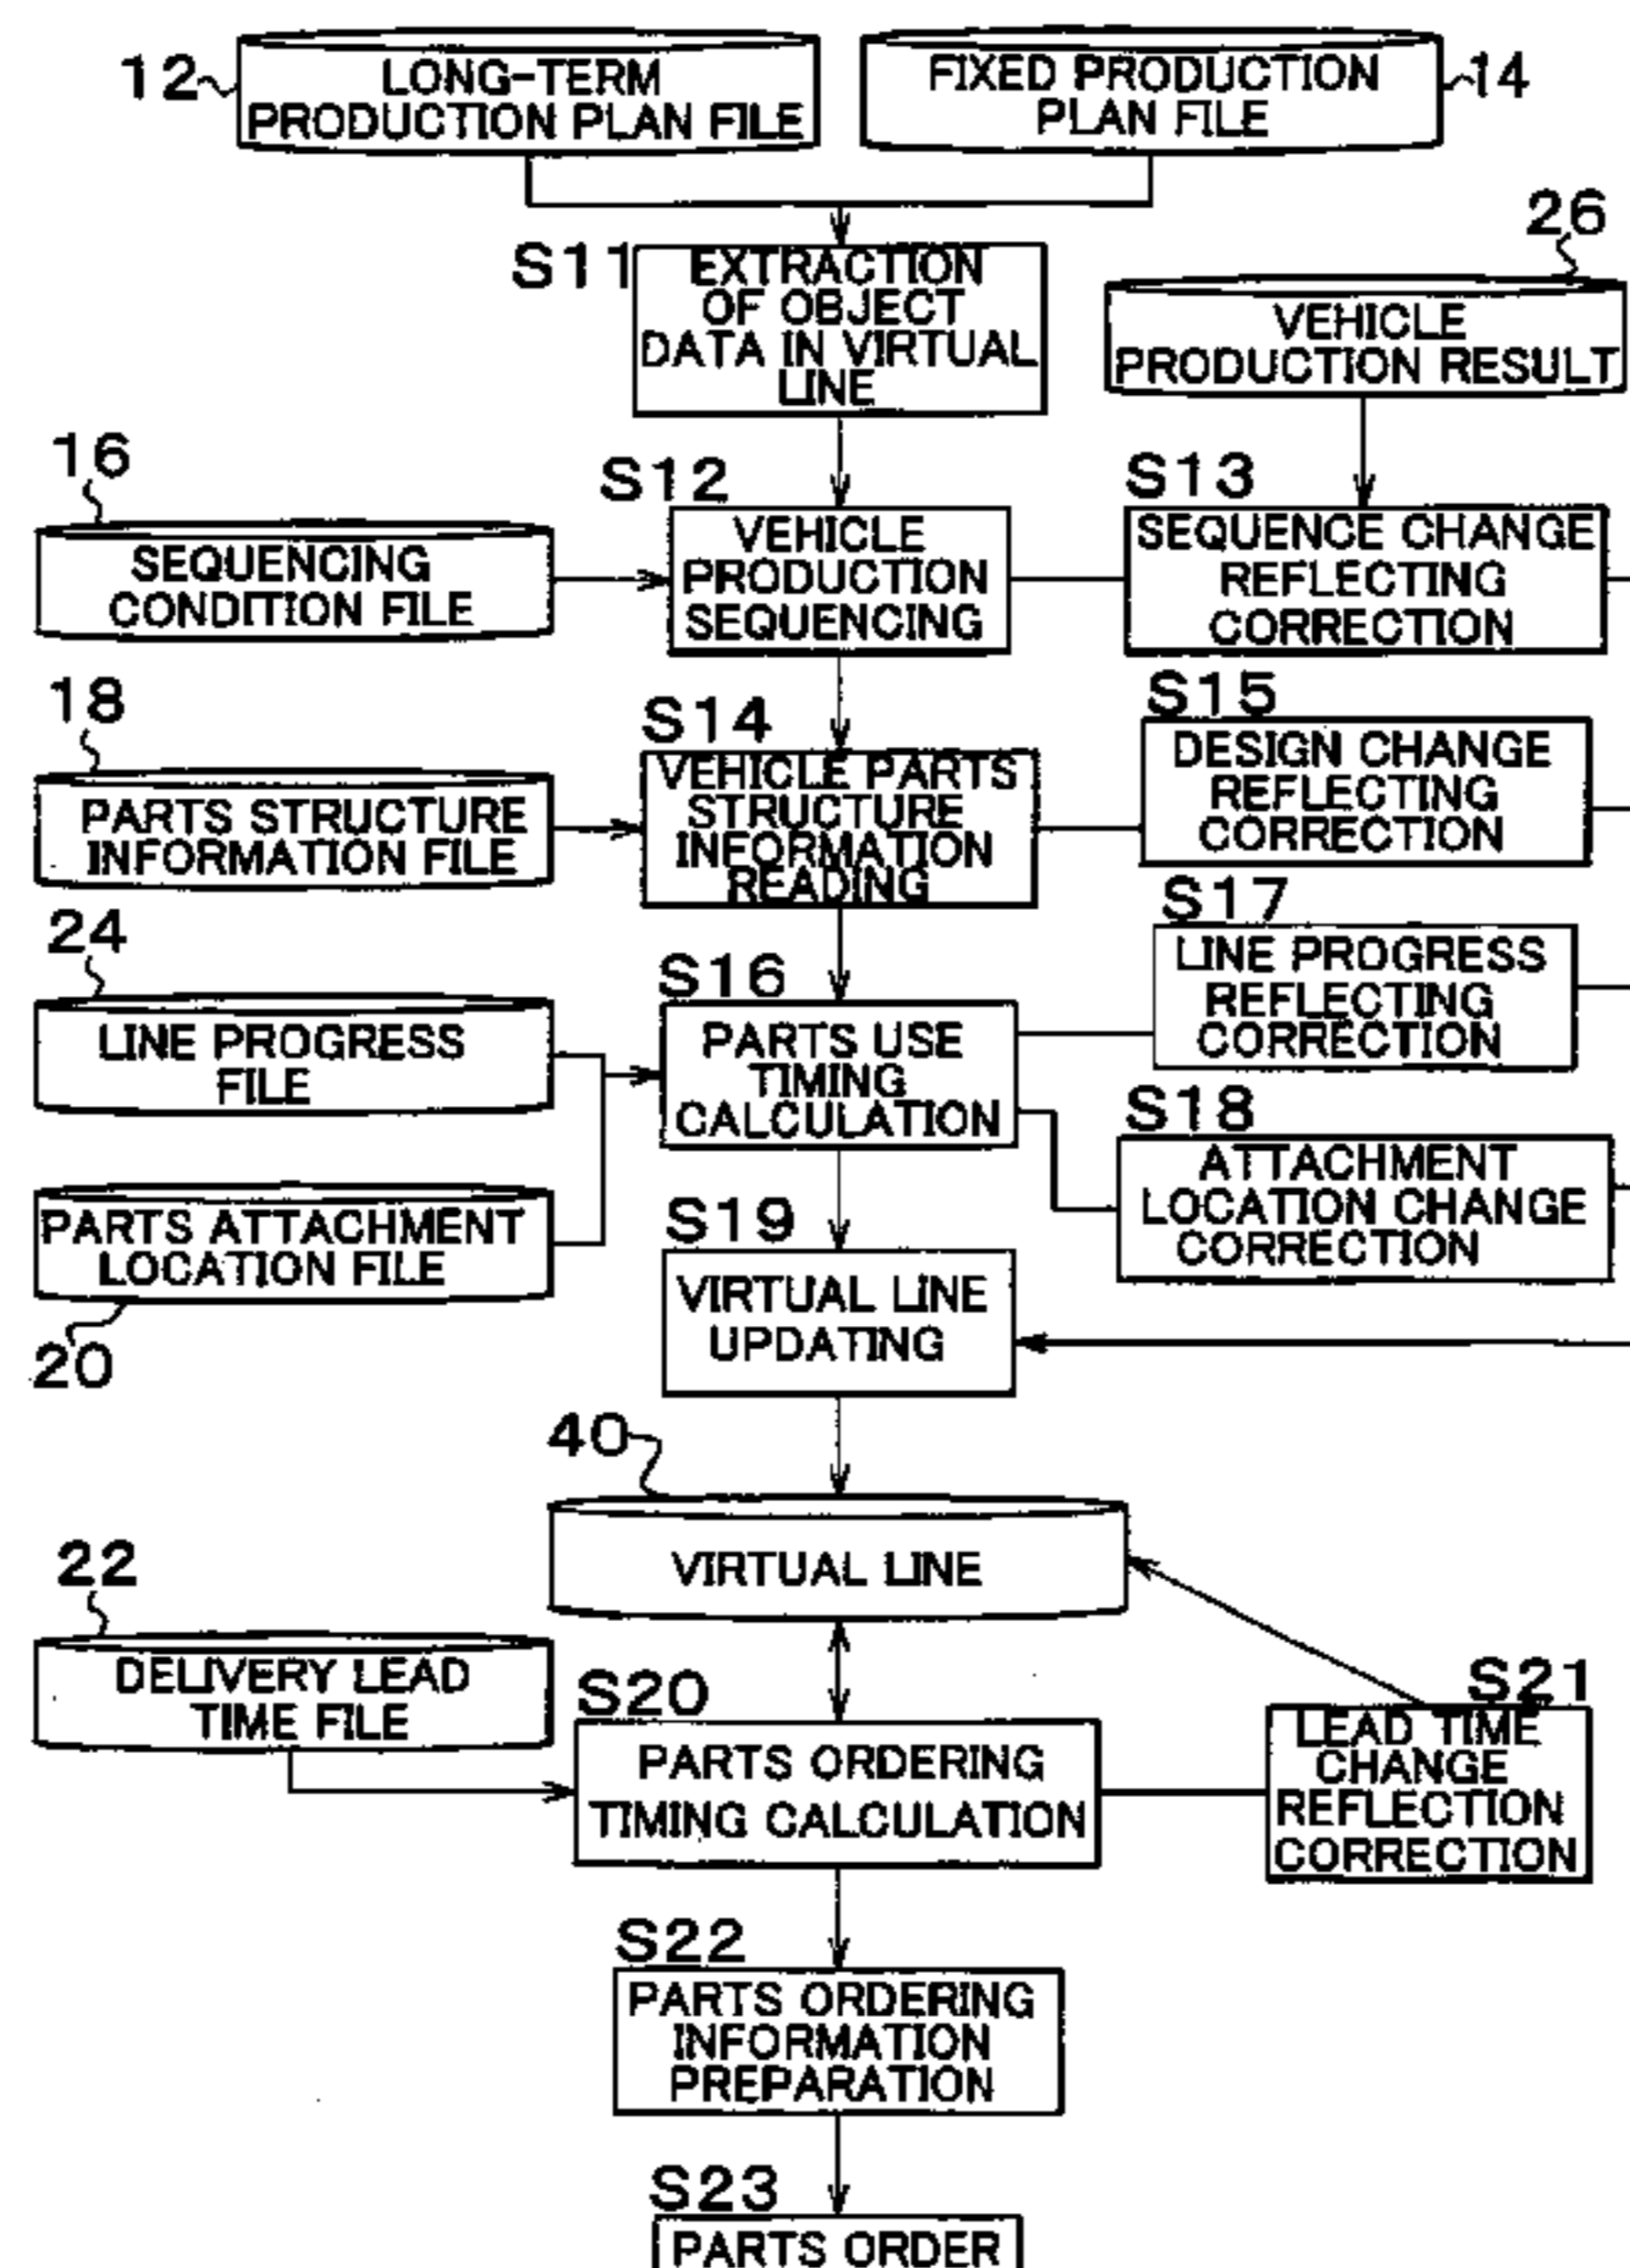 12
LONG-TERM
PRODUCTION PLAN FILE
FIXED PRODUCTION
PLAN FILE
14
S11
EXTRACTION
OF OBJECT
DATA IN VIRTUAL
LINE
26
VEHICLE
PRODUCTION RESULT
16
SEQUENCING
CONDITION FILE
S12
VEHICLE
PRODUCTION
SEQUENCING
S13
SEQUENCE CHANGE
REFLECTING
CORRECTION
18
PARTS STRUCTURE
INFORMATION FILE
S14
VEHICLE PARTS
STRUCTURE
INFORMATION
READING
S15
DESIGN CHANGE
REFLECTING
CORRECTION
24
LINE PROGRESS
FILE
S16
PARTS USE
TIMING
CALCULATION
S17
LINE PROGRESS
REFLECTING
CORRECTION
S18
ATTACHMENT
LOCATION CHANGE
CORRECTION
PARTS ATTACHMENT
LOCATION FILE
20
S19
VIRTUAL LINE
UPDATING
40
VIRTUAL LINE
22
DELIVERY LEAD
TIME FILE
S20
PARTS ORDERING
TIMING CALCULATION
S21
LEAD TIME
CHANGE
REFLECTION
CORRECTION
S22
PARTS ORDERING
INFORMATION
PREPARATION
S23
PARTS ORDER